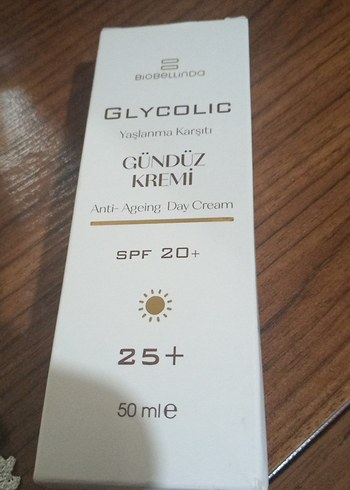 BIOBELLINDA
GLYCOLIC
Yaşlanma Karşıtı
GÜNDÜZ
KREMİ
Anti-Ageing Day Cream
SPF 20+
25+
50 ml e